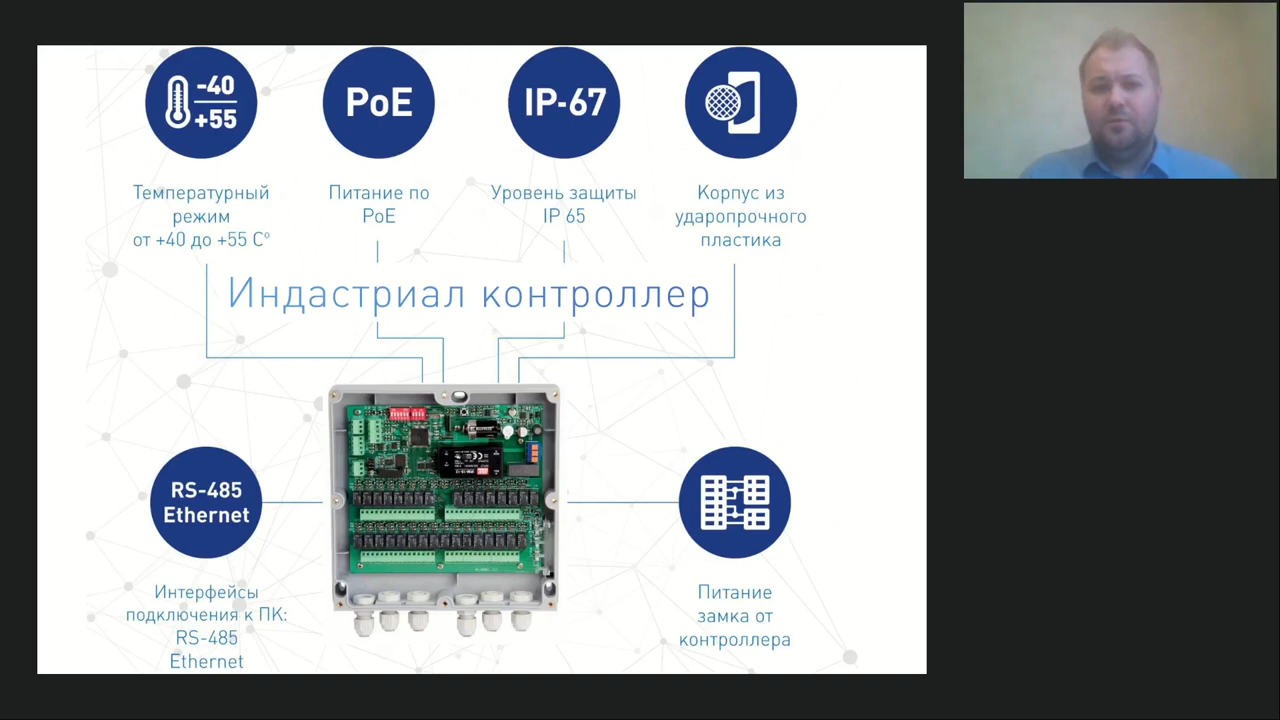 -40
+55
PoE
IP-67
Температурный
режим
от +40 до +55 С°
Питание по
PoE
Уровень защиты
IP 65
Корпус из
ударопрочного
пластика
Индастриал контроллер
RS-485
Ethernet
Интерфейсы
подключения к ПК:
RS-485
Ethernet
Питание
замка от
контроллера